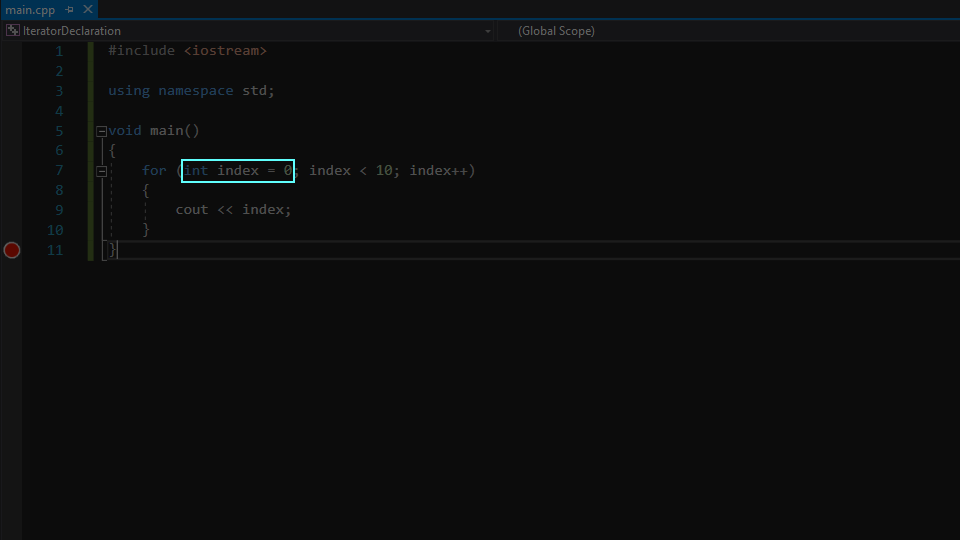 main.cpp
IteratorDeclaration (Global Scope)
1 #include <iostream>
2
3 using namespace std;
4
5 void main()
6 {
7 for (int index = 0; index < 10; index++)
8 {
9 cout << index;
10 }
11 }